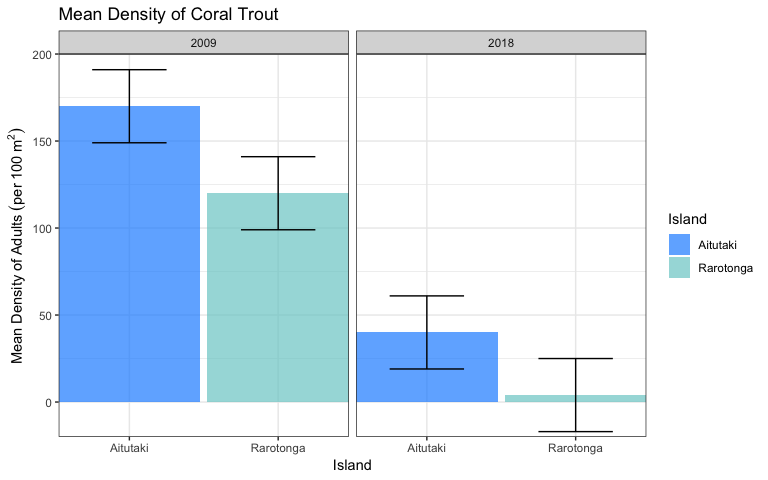 Mean Density of Coral Trout
2009
2018
Mean Density of Adults (per 100 m²)
200
150
100
50
0
Aitutaki
Rarotonga
Aitutaki
Rarotonga
Island
Island
Aitutaki
Rarotonga